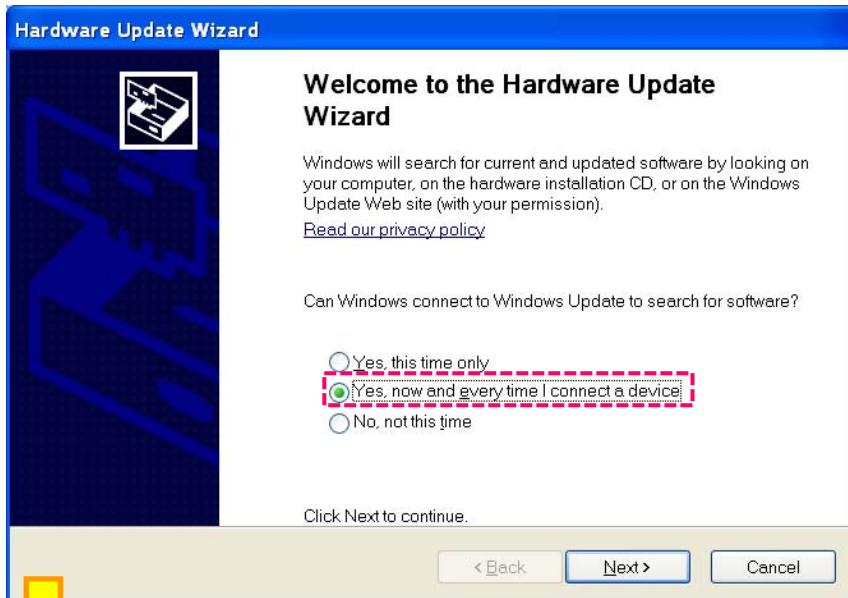 Hardware Update Wizard
Welcome to the Hardware Update
Wizard
Windows will search for current and updated software by looking on
your computer, on the hardware installation CD, or on the Windows
Update Web site (with your permission).
Read our privacy policy
Can Windows connect to Windows Update to search for software?
Yes, this time only
Yes, now and every time I connect a device
No, not this time
Click Next to continue.
< Back
Next >
Cancel